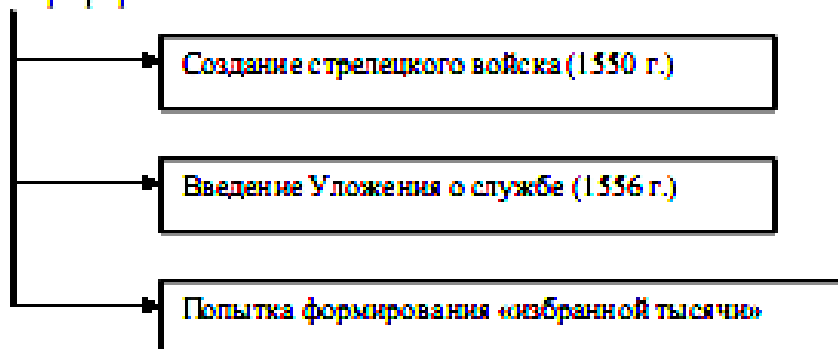 Создание стрелецкого войска (1550 г.)
Введение Уложения о службе (1556 г.)
Попытка формирования «избранной тысячи»